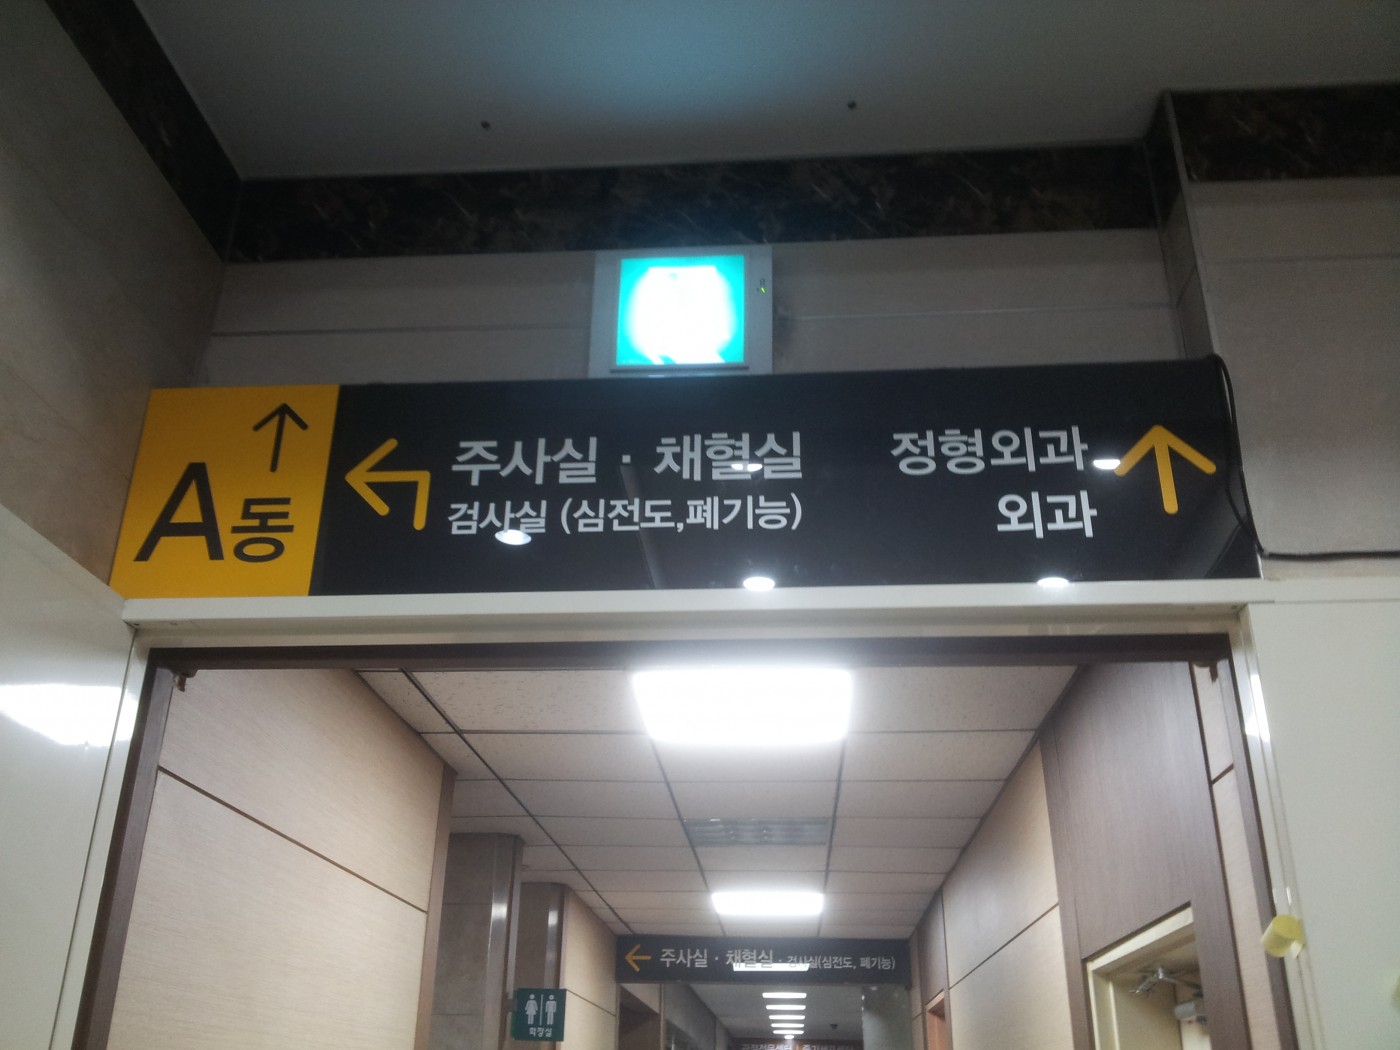 A동
주사실 · 채혈실
검사실 (심전도,폐기능)
정형외과
외과
주사실 · 채혈실 · 검사실(심전도, 폐기능)
화장실